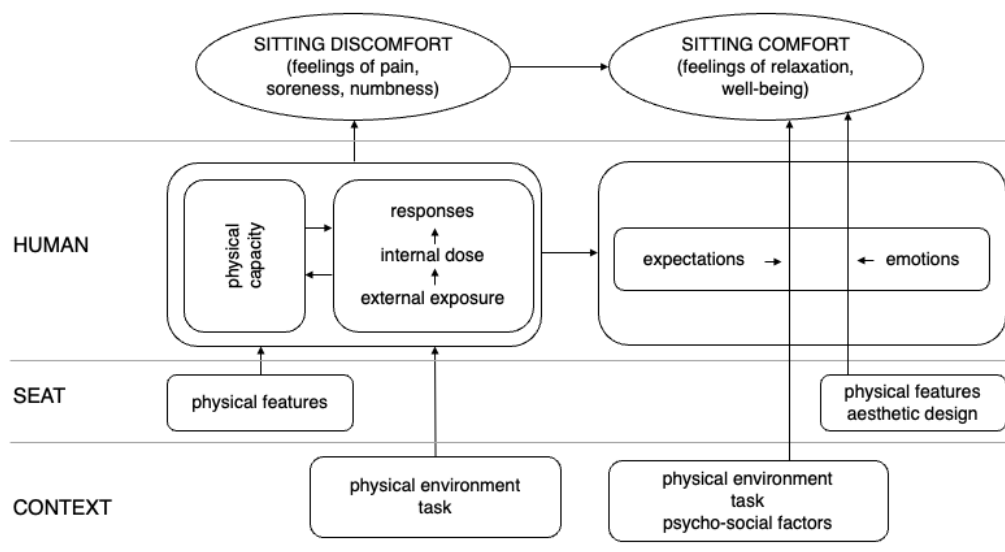 SITTING DISCOMFORT
(feelings of pain,
soreness, numbness)
SITTING COMFORT
(feelings of relaxation,
well-being)
HUMAN
physical
capacity
responses
internal dose
external exposure
expectations
emotions
SEAT
physical features
physical features
aesthetic design
CONTEXT
physical environment
task
physical environment
task
psycho-social factors